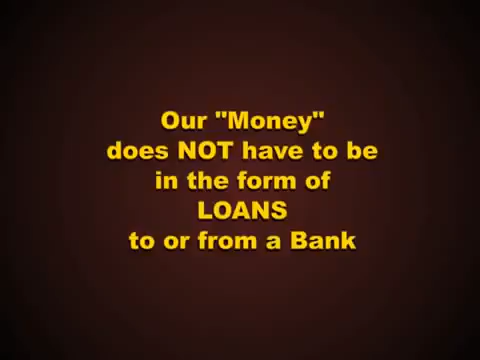 Our "Money"
does NOT have to be
in the form of
LOANS
to or from a Bank